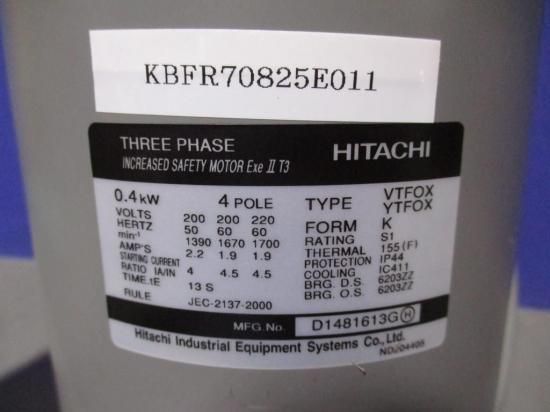 KBFR70825E011
THREE PHASE
INCREASED SAFETY MOTOR Exe II T3
HITACHI
0.4kW 4 POLE
VOLTS 200 200 220
HERTZ 50 60 60
min⁻¹ 1390 1670 1700
AMP'S 2.2 1.9 1.9
STARTING CURRENT
RATIO IA/IN 4 4.5 4.5
TIME.tE 13 S
RULE JEC-2137-2000
TYPE VTFOX
YTFOX
FORM K
RATING S1
THERMAL 155 (F)
PROTECTION IP44
COOLING IC411
BRG. D.S. 6203ZZ
BRG. O.S. 6203ZZ
MFG.No. D1481613G Ⓗ
Hitachi Industrial Equipment Systems Co.,Ltd.
ND204405